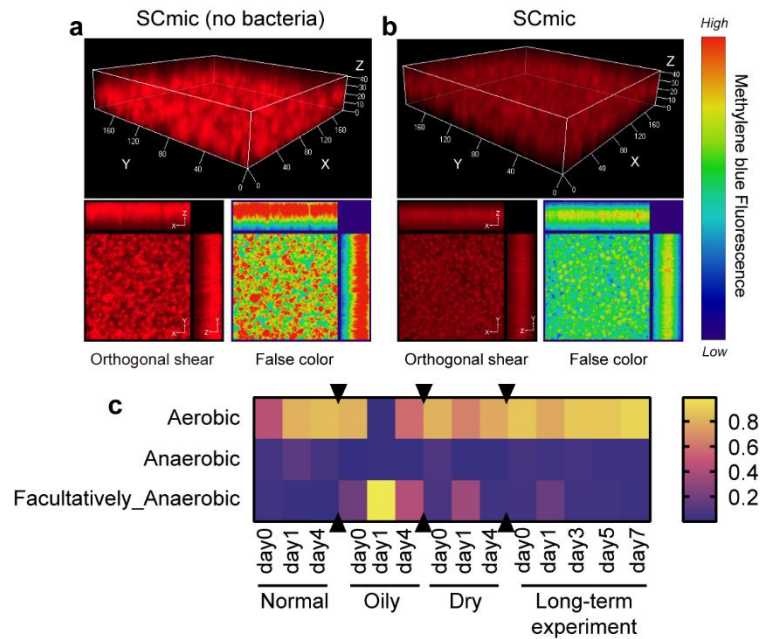 a
SCmic (no bacteria)
Z
40
30
20
10
0
160
120
80
40
0
Y
0
40
80
120
160
X
X
Z
Y
X
Z
Y
Orthogonal shear
False color
b
SCmic
Z
40
30
20
10
0
160
120
80
40
0
Y
0
40
80
120
160
X
X
Z
Y
X
Z
Y
Orthogonal shear
False color
High
Methylene blue Fluorescence
Low
c
Aerobic
Anaerobic
Facultatively_Anaerobic
0.8
0.6
0.4
0.2
day0
day1
day4
day0
day1
day4
day0
day1
day4
day0
day1
day3
day5
day7
Normal
Oily
Dry
Long-term
experiment